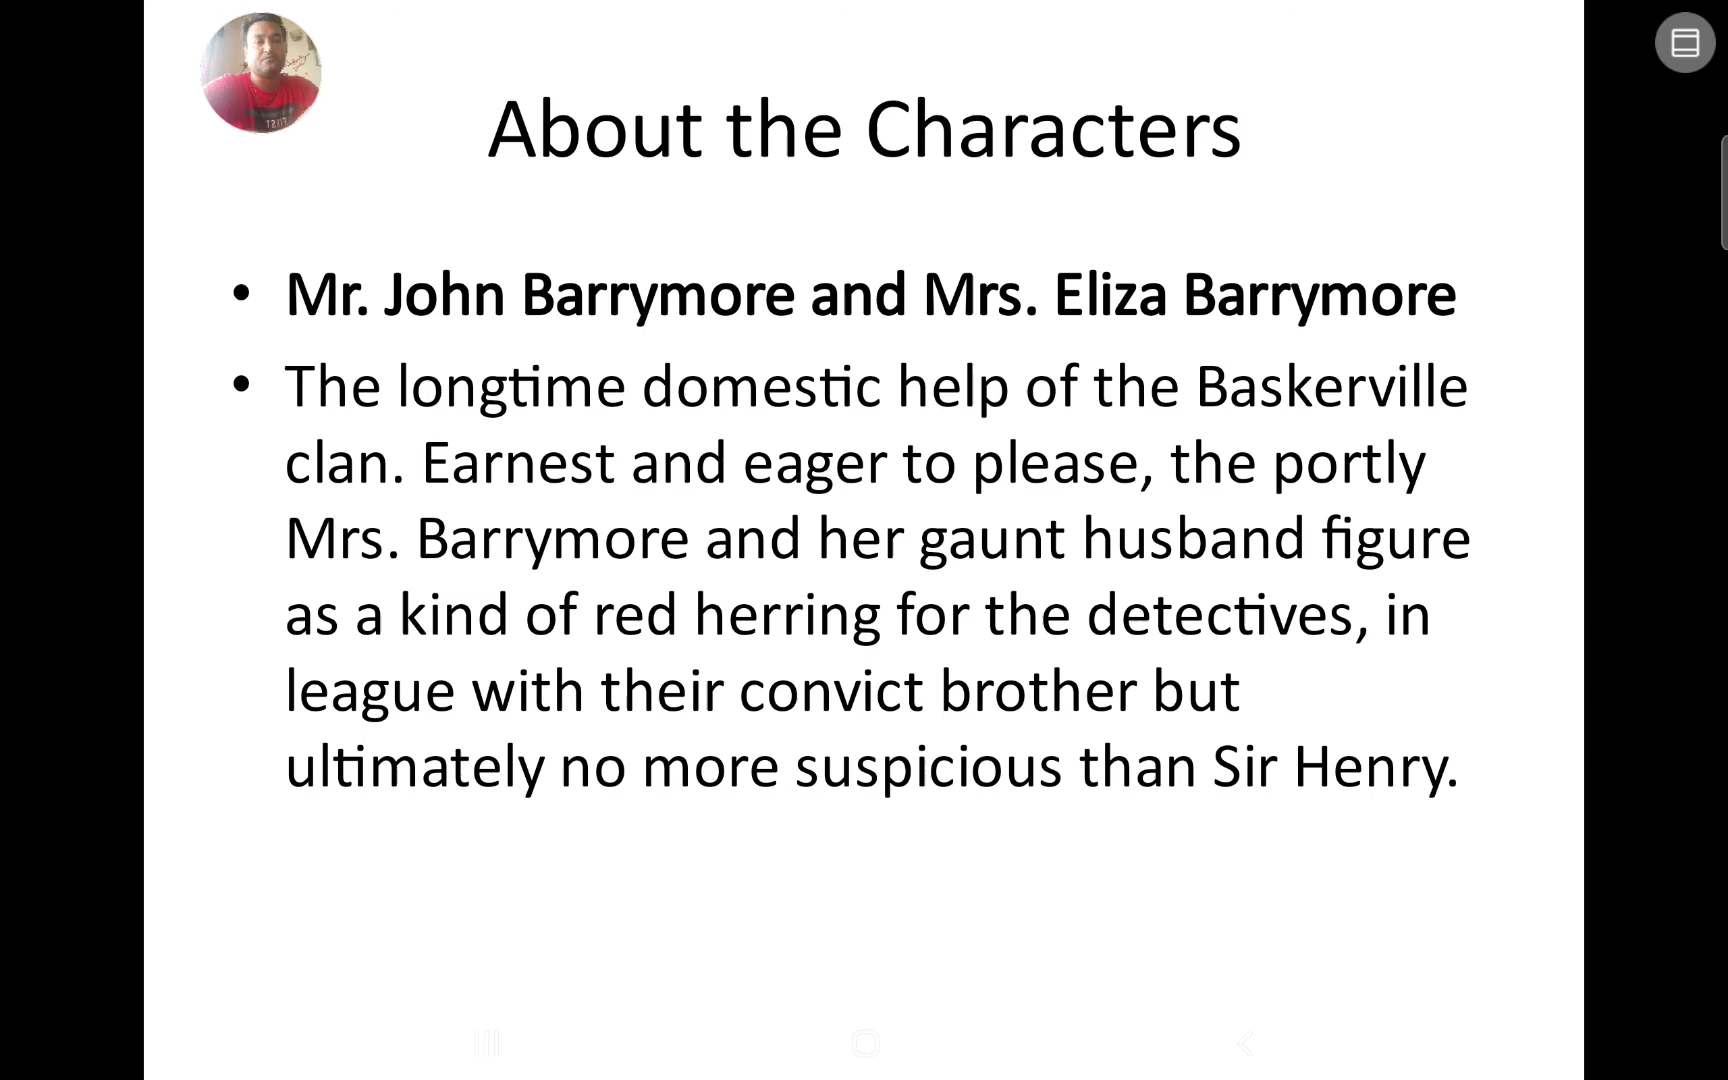 About the Characters
• Mr. John Barrymore and Mrs. Eliza Barrymore
• The longtime domestic help of the Baskerville
clan. Earnest and eager to please, the portly
Mrs. Barrymore and her gaunt husband figure
as a kind of red herring for the detectives, in
league with their convict brother but
ultimately no more suspicious than Sir Henry.